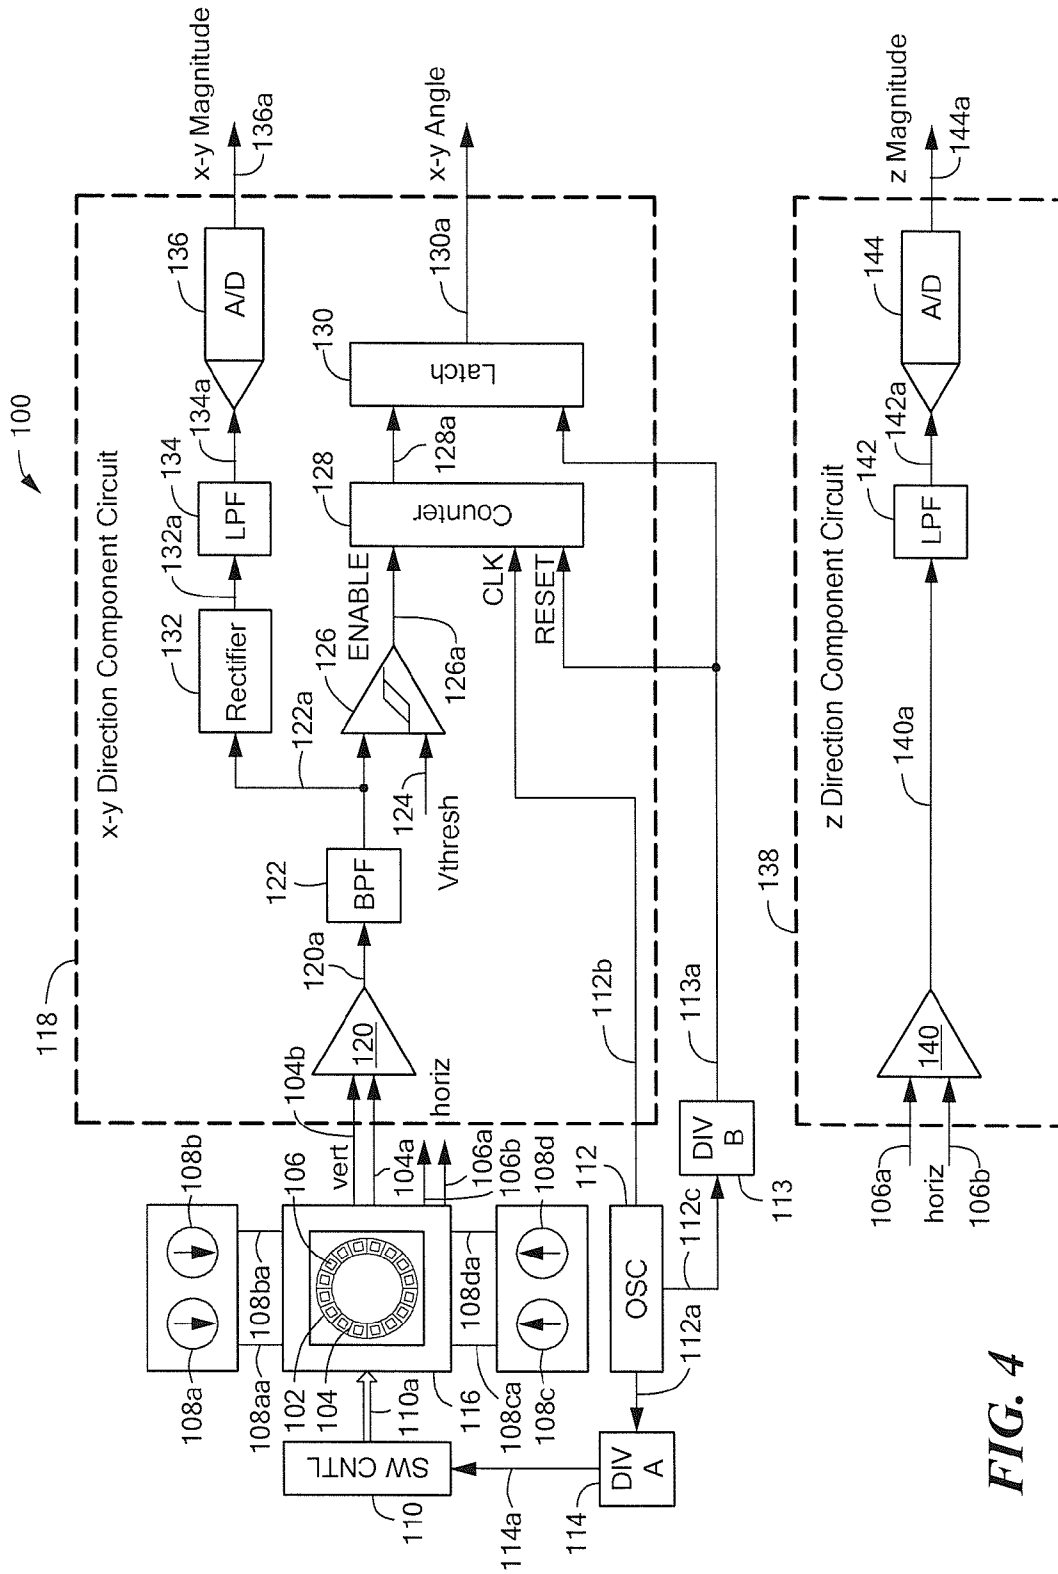 100
x-y Direction Component Circuit
118
x-y Magnitude
136a
136
A/D
134a
134
LPF
132a
132
Rectifier
122a
x-y Angle
130a
130
Latch
128a
128
Counter
ENABLE
CLK
RESET
126
126a
124
Vthresh
122
BPF
120a
120
104b
vert
104a
horiz
106a
106b
108b
108a
108ba
108aa
106
102
104
110a
116
108da
108ca
108d
108c
SW CNTL
110
114a
114
DIV
A
112a
112
OSC
112c
112b
DIV
B
113
113a
z Direction Component Circuit
138
z Magnitude
144a
144
A/D
142a
142
LPF
140a
140
106a
horiz
106b
FIG. 4